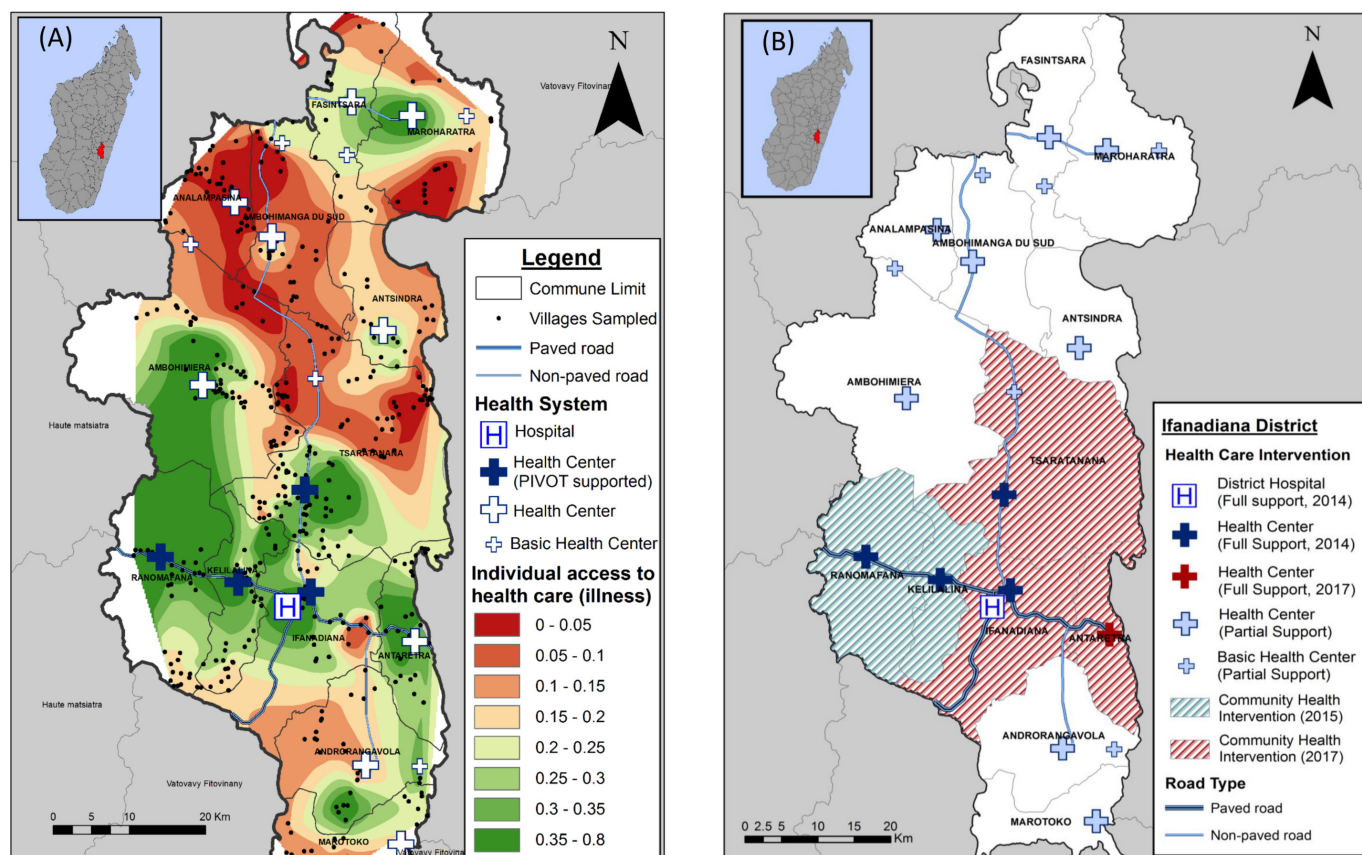 (A)
N
Vatovavy Fitovinan
FASINTSARA
MAROHARATRA
ANALAMPASINA
AMBOHIMANGA DU SUD
ANTSINDRA
AMBOHIMIERA
Haute matsiatra
TSARATANANA
RANOMAFANA
KELILALINA
IFANADIANA
ANTARETRA
Haute matsiatra
ANDRORANGAVOLA
Vatovavy Fitovinany
MAROTOKO
Vatovavy Fitovina
0 5 10 20 Km
Legend
Commune Limit
Villages Sampled
Paved road
Non-paved road
Health System
H
Hospital
Health Center
(PIVOT supported)
Health Center
Basic Health Center
Individual access to
health care (illness)
0 - 0.05
0.05 - 0.1
0.1 - 0.15
0.15 - 0.2
0.2 - 0.25
0.25 - 0.3
0.3 - 0.35
0.35 - 0.8
H
(B)
N
FASINTSARA
MAROHARATRA
ANALAMPASINA
AMBOHIMANGA DU SUD
ANTSINDRA
AMBOHIMIERA
TSARATANANA
RANOMAFANA
KELILALINA
H
IFANADIANA
ANTARETRA
ANDRORANGAVOLA
MAROTOKO
0 2.5 5 10 15 20 Km
Ifanadiana District
Health Care Intervention
H
District Hospital
(Full support, 2014)
Health Center
(Full Support, 2014)
Health Center
(Full Support, 2017)
Health Center
(Partial Support)
Basic Health Center
(Partial Support)
Community Health
Intervention (2015)
Community Health
Intervention (2017)
Road Type
Paved road
Non-paved road